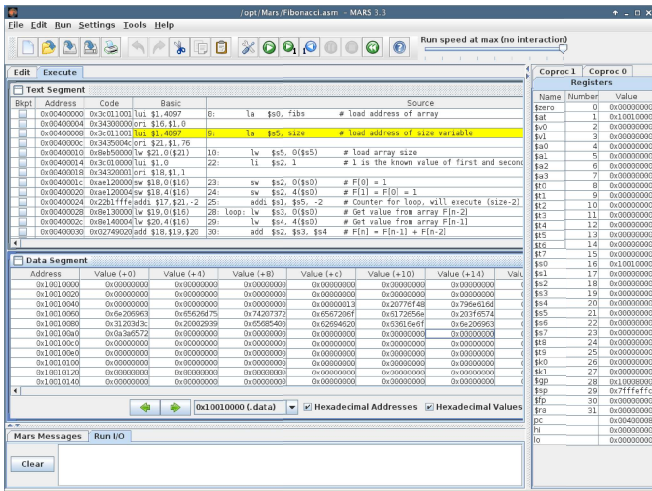 /opt/Mars/Fibonacci.asm - MARS 3.3
File Edit Run Settings Tools Help
Run speed at max (no interaction)
Edit Execute
Text Segment
Bkpt Address Code Basic Source
0x00400000 0x3c011001 lui $1,4097 8: la $s0, fibs # load address of array
0x00400004 0x34300000 ori $16,$1,0
0x00400008 0x3c011001 lui $1,4097 9: la $s5, size # load address of size variable
0x0040000c 0x3435004c ori $21,$1,76
0x00400010 0x8eb50000 lw $21,0($21) 10: lw $s5, 0($s5) # load array size
0x00400014 0x3c010000 lui $1,0 22: li $s2, 1 # 1 is the known value of first and second
0x00400018 0x34320001 ori $18,$1,1
0x0040001c 0xae120000 sw $18,0($16) 23: sw $s2, 0($s0) # F[0] = 1
0x00400020 0xae120004 sw $18,4($16) 24: sw $s2, 4($s0) # F[1] = F[0] = 1
0x00400024 0x22b1fffe addi $17,$21,-2 25: addi $s1, $s5, -2 # Counter for loop, will execute (size-2)
0x00400028 0x8e130000 lw $19,0($16) 28: loop: lw $s3, 0($s0) # Get value from array F[n-2]
0x0040002c 0x8e140004 lw $20,4($16) 29: lw $s4, 4($s0) # Get value from array F[n-1]
0x00400030 0x02749020 add $18,$19,$20 30: add $s2, $s3, $s4 # F[n] = F[n-1] + F[n-2]
Data Segment
Address Value (+0) Value (+4) Value (+8) Value (+c) Value (+10) Value (+14) Valu
0x10010000 0x00000000 0x00000000 0x00000000 0x00000000 0x00000000 0x00000000
0x10010020 0x00000000 0x00000000 0x00000000 0x00000000 0x00000000 0x00000000
0x10010040 0x00000000 0x00000000 0x00000000 0x00000013 0x20776f48 0x796e616d
0x10010060 0x6e206963 0x65626d75 0x74207372 0x6567206f 0x6172656e 0x203f6574
0x10010080 0x31203d3c 0x20002939 0x65685409 0x62694620 0x63616e6f 0x6e206963
0x100100a0 0x0a3a6572 0x00000000 0x00000000 0x00000000 0x00000000 0x00000000
0x100100c0 0x00000000 0x00000000 0x00000000 0x00000000 0x00000000 0x00000000
0x100100e0 0x00000000 0x00000000 0x00000000 0x00000000 0x00000000 0x00000000
0x10010100 0x00000000 0x00000000 0x00000000 0x00000000 0x00000000 0x00000000
0x10010120 0x00000000 0x00000000 0x00000000 0x00000000 0x00000000 0x00000000
0x10010140 0x00000000 0x00000000 0x00000000 0x00000000 0x00000000 0x00000000
0x10010000 (.data) Hexadecimal Addresses Hexadecimal Values
Mars Messages Run I/O
Clear
Coproc 1 Coproc 0
Registers
Name Number Value
$zero 0 0x00000000
$at 1 0x10010000
$v0 2 0x00000000
$v1 3 0x00000000
$a0 4 0x00000000
$a1 5 0x00000000
$a2 6 0x00000000
$a3 7 0x00000000
$t0 8 0x00000000
$t1 9 0x00000000
$t2 10 0x00000000
$t3 11 0x00000000
$t4 12 0x00000000
$t5 13 0x00000000
$t6 14 0x00000000
$t7 15 0x00000000
$s0 16 0x10010000
$s1 17 0x00000000
$s2 18 0x00000000
$s3 19 0x00000000
$s4 20 0x00000000
$s5 21 0x00000000
$s6 22 0x00000000
$s7 23 0x00000000
$t8 24 0x00000000
$t9 25 0x00000000
$k0 26 0x00000000
$k1 27 0x00000000
$gp 28 0x10008000
$sp 29 0x7fffeffc
$fp 30 0x00000000
$ra 31 0x00000000
pc 0x00400008
hi 0x00000000
lo 0x00000000